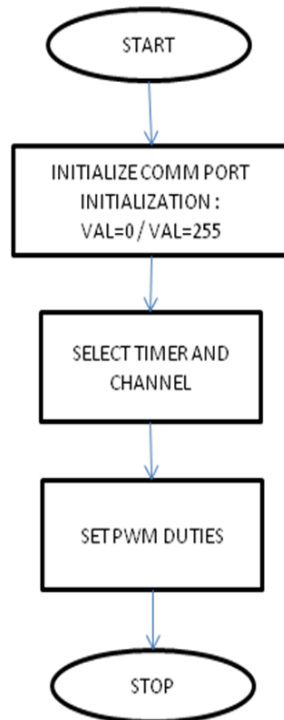 START
INITIALIZE COMM PORT
INITIALIZATION :
VAL=0 / VAL=255
SELECT TIMER AND
CHANNEL
SET PWM DUTIES
STOP